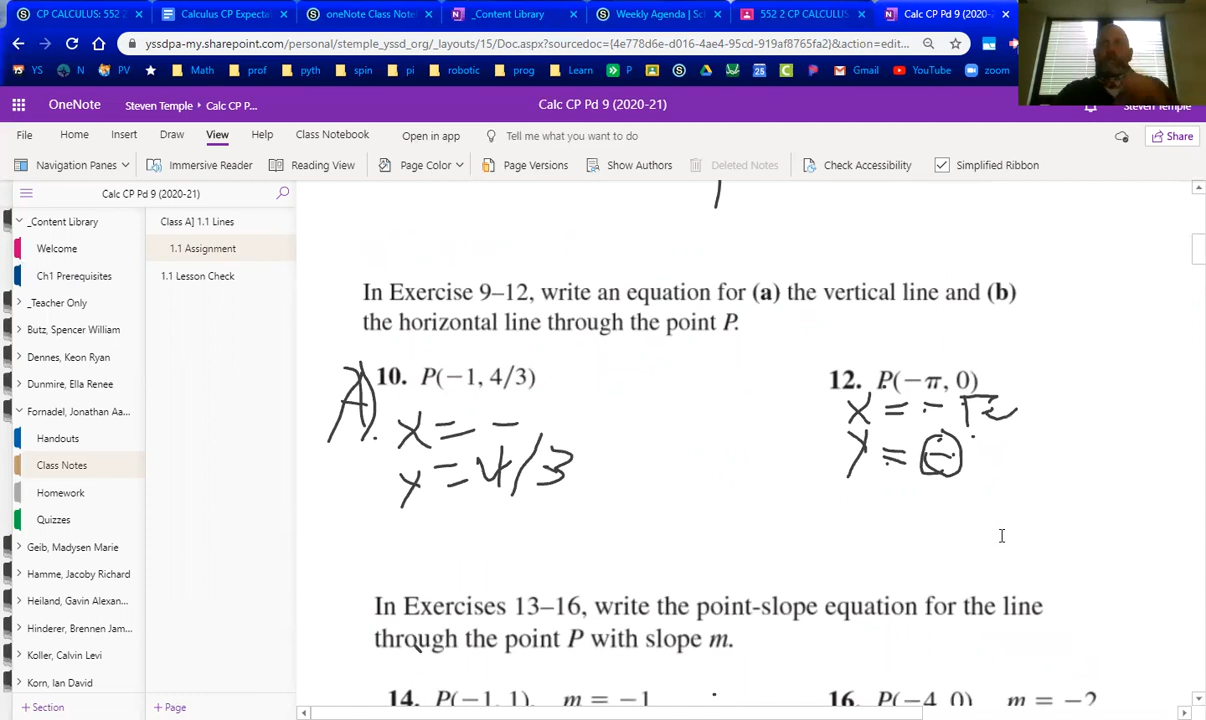 552 2 CP CALCULUS: 552
Calculus CP Expecta
oneNote Class Note
_Content Library
Weekly Agenda | Sc
552 2 CP CALCULUS
Calc CP Pd 9 (2020-21)
yssdpa-my.sharepoint.com/personal/stemple_yssd_org/_layouts/15/Doc.aspx?sourcedoc={4e778d6e-d016-4ae4-95cd-919af8765fa2}&action=edit...
YS N PV Math prof pyth spin pi robotic prog Learn P Gmail YouTube zoom
OneNote Steven Temple › Calc CP P... Calc CP Pd 9 (2020-21) Steven Temple
File Home Insert Draw View Help Class Notebook Open in app Tell me what you want to do Share
Navigation Panes Immersive Reader Reading View Page Color Page Versions Show Authors Deleted Notes Check Accessibility Simplified Ribbon
Calc CP Pd 9 (2020-21)
_Content Library
Welcome
Ch1 Prerequisites
_Teacher Only
Butz, Spencer William
Dennes, Keon Ryan
Dunmire, Ella Renee
Fornadel, Jonathan Aa...
Handouts
Class Notes
Homework
Quizzes
Geib, Madysen Marie
Hamme, Jacoby Richard
Heiland, Gavin Alexan...
Hinderer, Brennen Jam...
Koller, Calvin Levi
Korn, Ian David
+ Section
Class A] 1.1 Lines
1.1 Assignment
1.1 Lesson Check
+ Page
In Exercise 9–12, write an equation for (a) the vertical line and (b)
the horizontal line through the point P.
A). 10. P(−1, 4/3)
x = -
y = 4/3
12. P(−π, 0)
x = - π
y =
In Exercises 13–16, write the point-slope equation for the line
through the point P with slope m.
14. P(−1, 1), m = −1
16. P(−4, 0) m = −2